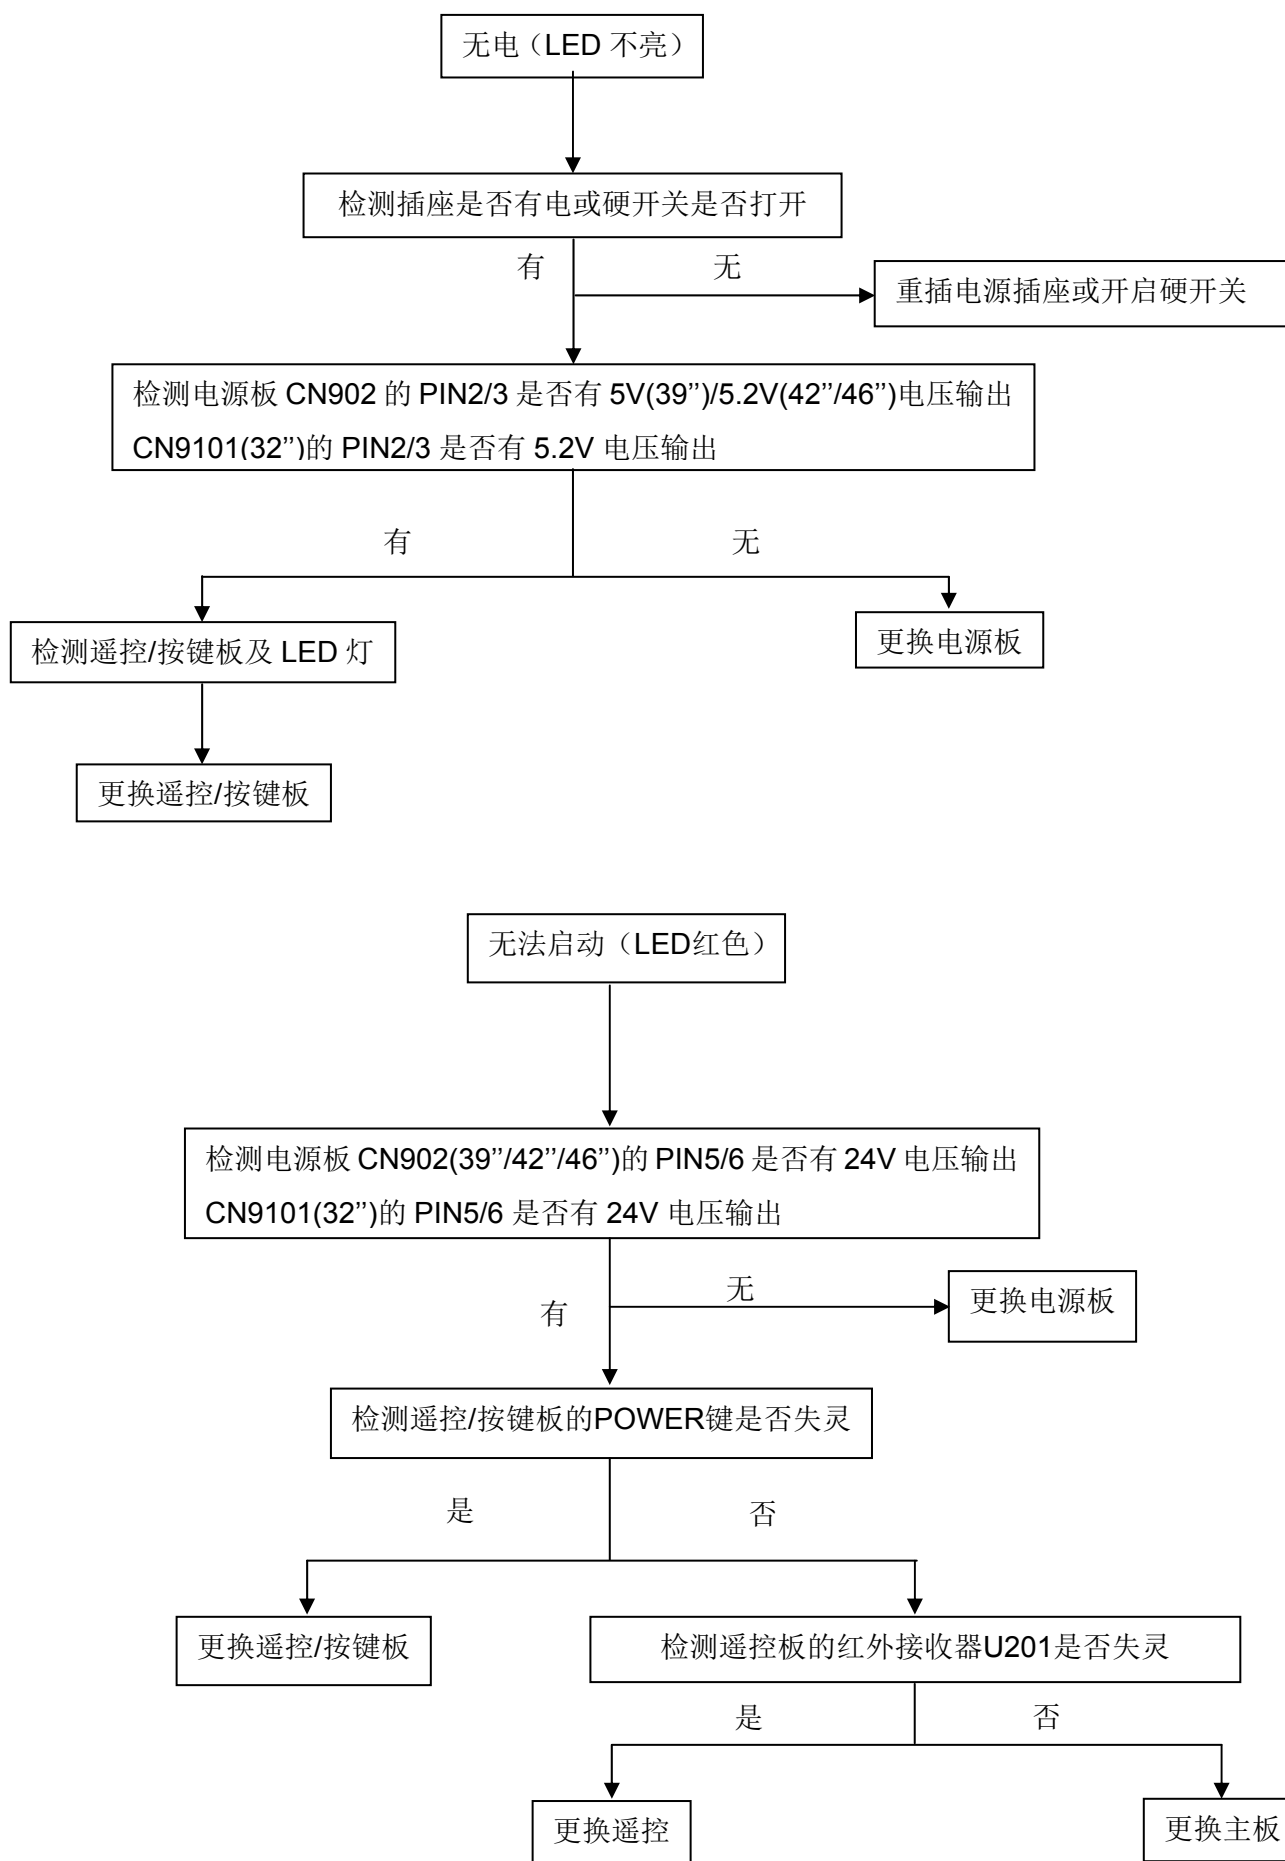 无电（LED 不亮）
检测插座是否有电或硬开关是否打开
有
无
重插电源插座或开启硬开关
检测电源板 CN902 的 PIN2/3 是否有 5V(39’’)/5.2V(42’’/46’’)电压输出
CN9101(32’’)的 PIN2/3 是否有 5.2V 电压输出
有
无
检测遥控/按键板及 LED 灯
更换电源板
更换遥控/按键板
无法启动（LED红色）
检测电源板 CN902(39’’/42’’/46’’)的 PIN5/6 是否有 24V 电压输出
CN9101(32’’)的 PIN5/6 是否有 24V 电压输出
无
有
更换电源板
检测遥控/按键板的POWER键是否失灵
是
否
更换遥控/按键板
检测遥控板的红外接收器U201是否失灵
是
否
更换遥控
更换主板